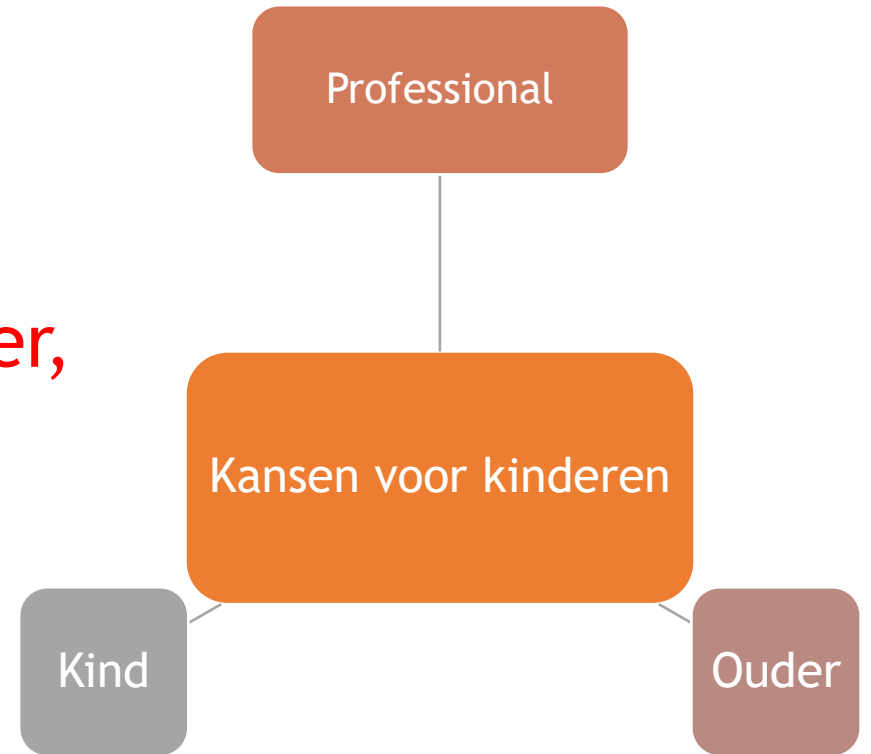 Professional
er,
Kansen voor kinderen
Kind
Ouder